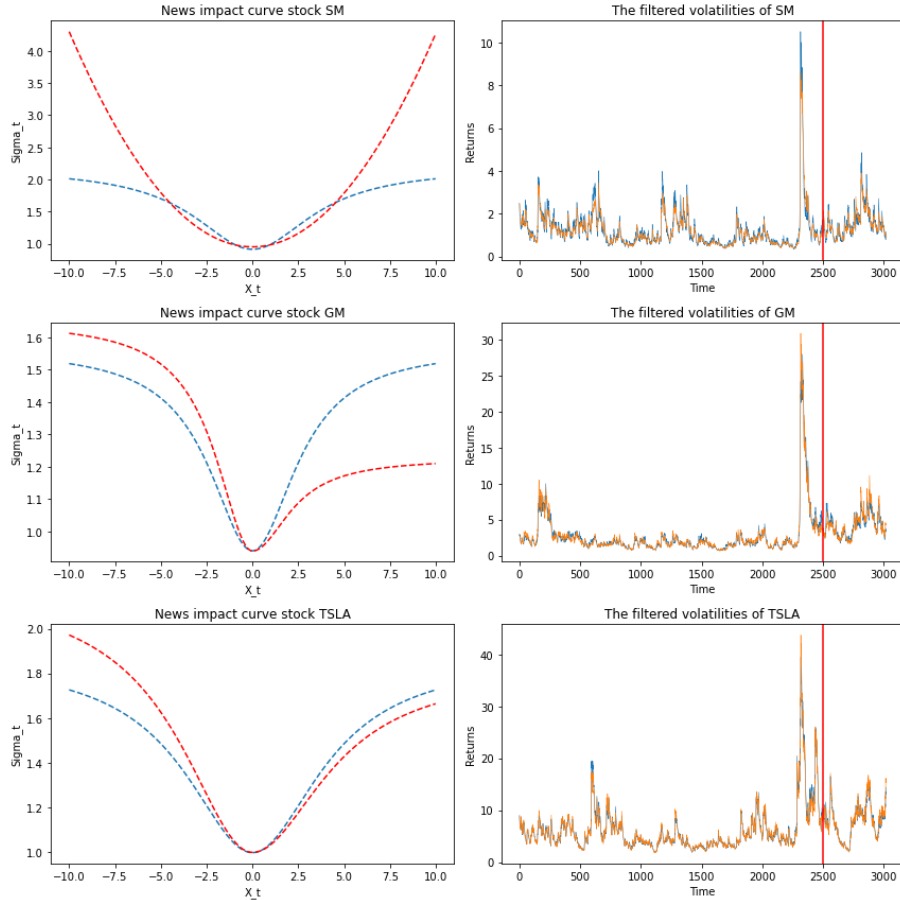 News impact curve stock SM
4.0
3.5
3.0
2.5
2.0
1.5
1.0
Sigma_t
−10.0 −7.5 −5.0 −2.5 0.0 2.5 5.0 7.5 10.0
X_t
The filtered volatilities of SM
10
8
6
4
2
0
Returns
0 500 1000 1500 2000 2500 3000
Time
News impact curve stock GM
1.6
1.5
1.4
1.3
1.2
1.1
1.0
Sigma_t
−10.0 −7.5 −5.0 −2.5 0.0 2.5 5.0 7.5 10.0
X_t
The filtered volatilities of GM
30
25
20
15
10
5
0
Returns
0 500 1000 1500 2000 2500 3000
Time
News impact curve stock TSLA
2.0
1.8
1.6
1.4
1.2
1.0
Sigma_t
−10.0 −7.5 −5.0 −2.5 0.0 2.5 5.0 7.5 10.0
X_t
The filtered volatilities of TSLA
40
30
20
10
0
Returns
0 500 1000 1500 2000 2500 3000
Time